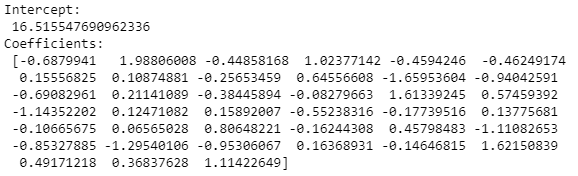 Intercept:
16.515547690962336
Coefficients:
[-0.6879941 1.98806008 -0.44858168 1.02377142 -0.4594246 -0.46249174
0.15556825 0.10874881 -0.25653459 0.64556608 -1.65953604 -0.94042591
-0.69082961 0.21141089 -0.38445894 -0.08279663 1.61339245 0.57459392
-1.14352202 0.12471082 0.15892007 -0.55238316 -0.17739516 0.13775681
-0.10665675 0.06565028 0.80648221 -0.16244308 0.45798483 -1.11082653
-0.85327885 -1.29540106 -0.95306067 0.16368931 -0.14646815 1.62150839
0.49171218 0.36837628 1.11422649]